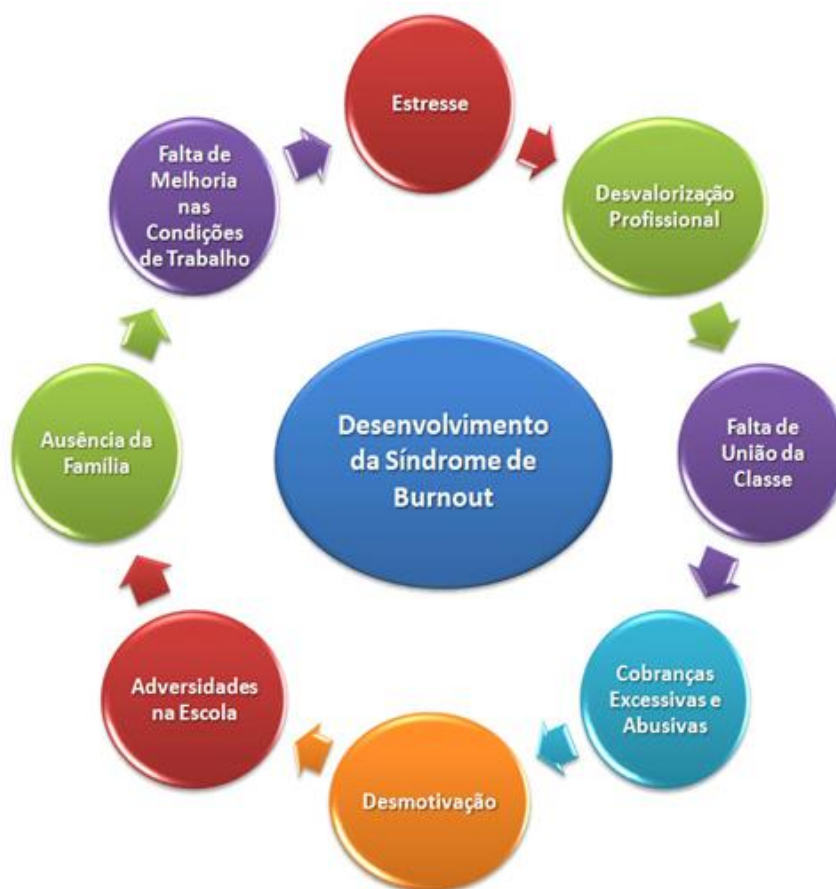 Estresse
Desvalorização
Profissional
Falta de
União da
Classe
Cobranças
Excessivas e
Abusivas
Desmotivação
Adversidades
na Escola
Ausência da
Família
Falta de
Melhoria
nas
Condições
de Trabalho
Desenvolvimento
da Síndrome de
Burnout